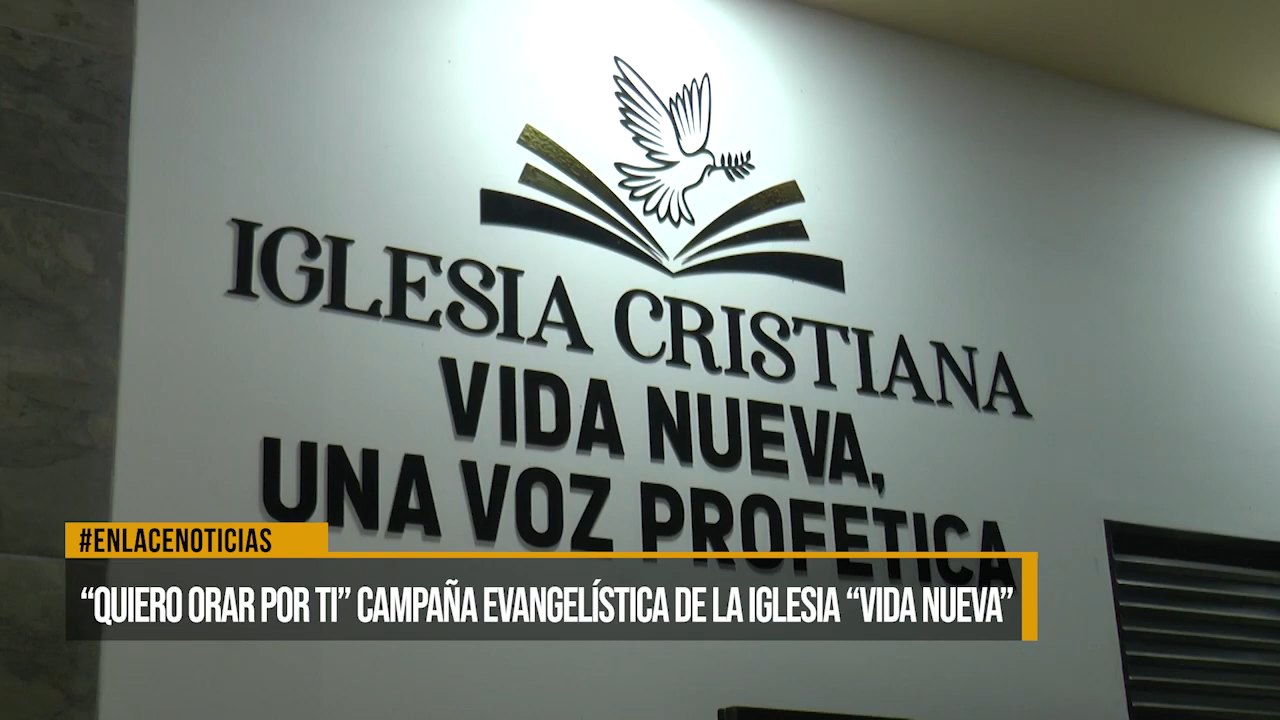 IGLESIA CRISTIANA
VIDA NUEVA,
UNA VOZ PROFETICA
#ENLACENOTICIAS
“QUIERO ORAR POR TI” CAMPAÑA EVANGELÍSTICA DE LA IGLESIA “VIDA NUEVA”